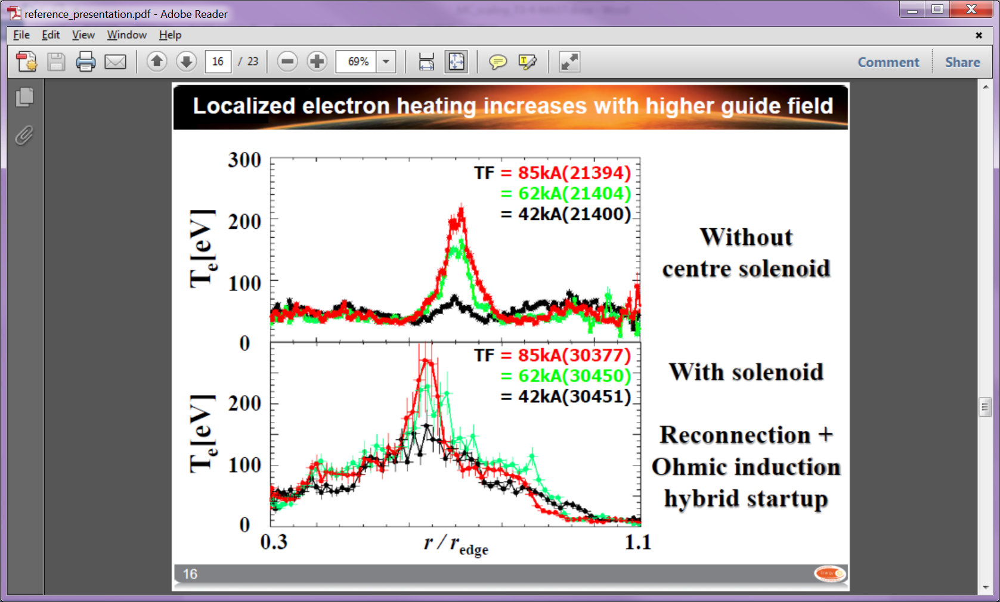 reference_presentation.pdf - Adobe Reader
File Edit View Window Help
16 / 23 69% Comment Share
Localized electron heating increases with higher guide field
300
200
100
0
Te[eV]
TF = 85kA(21394)
= 62kA(21404)
= 42kA(21400)
Without
centre solenoid
200
100
0
Te[eV]
TF = 85kA(30377)
= 62kA(30450)
= 42kA(30451)
With solenoid
Reconnection +
Ohmic induction
hybrid startup
0.3 r / redge 1.1
16